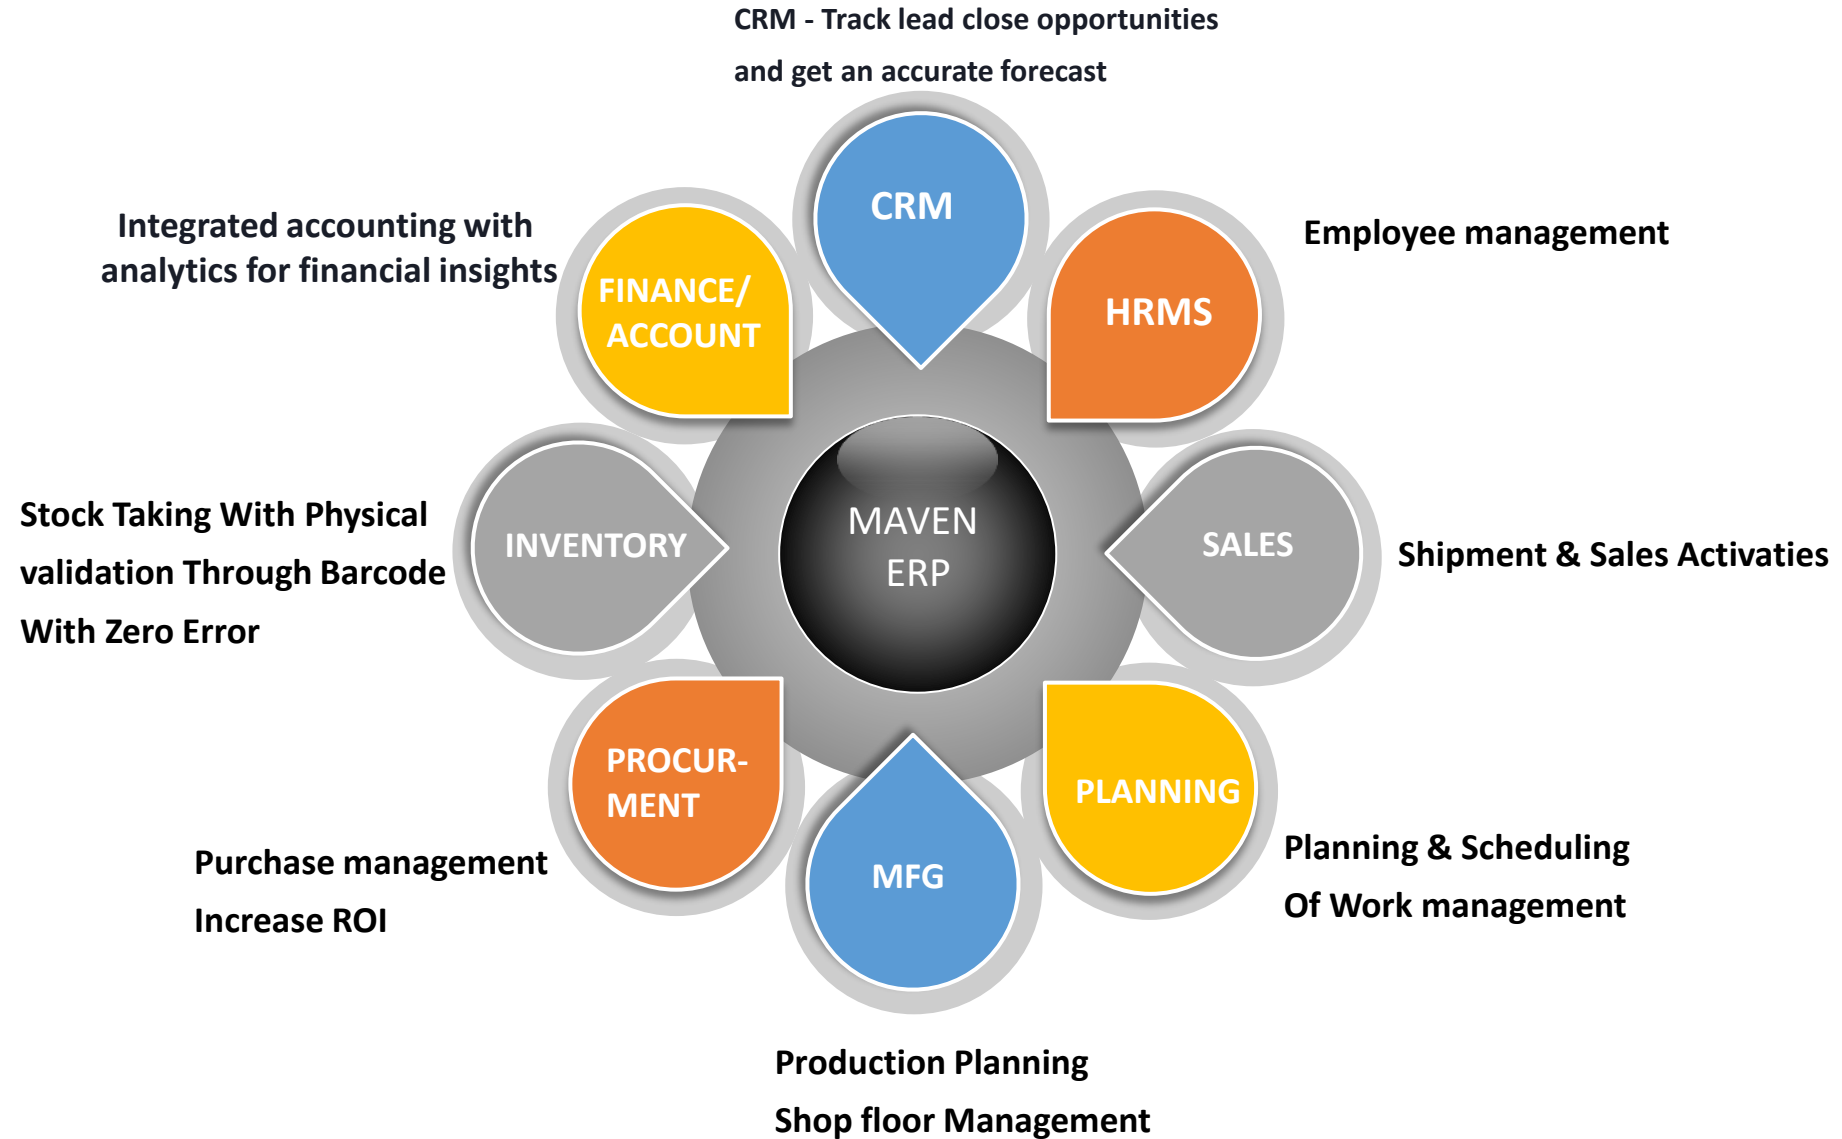 CRM - Track lead close opportunities
and get an accurate forecast
CRM
Integrated accounting with
analytics for financial insights
FINANCE/
ACCOUNT
HRMS
Employee management
Stock Taking With Physical
validation Through Barcode
With Zero Error
INVENTORY
MAVEN
ERP
SALES
Shipment & Sales Activaties
PROCUR-
MENT
Purchase management
Increase ROI
MFG
PLANNING
Planning & Scheduling
Of Work management
Production Planning
Shop floor Management